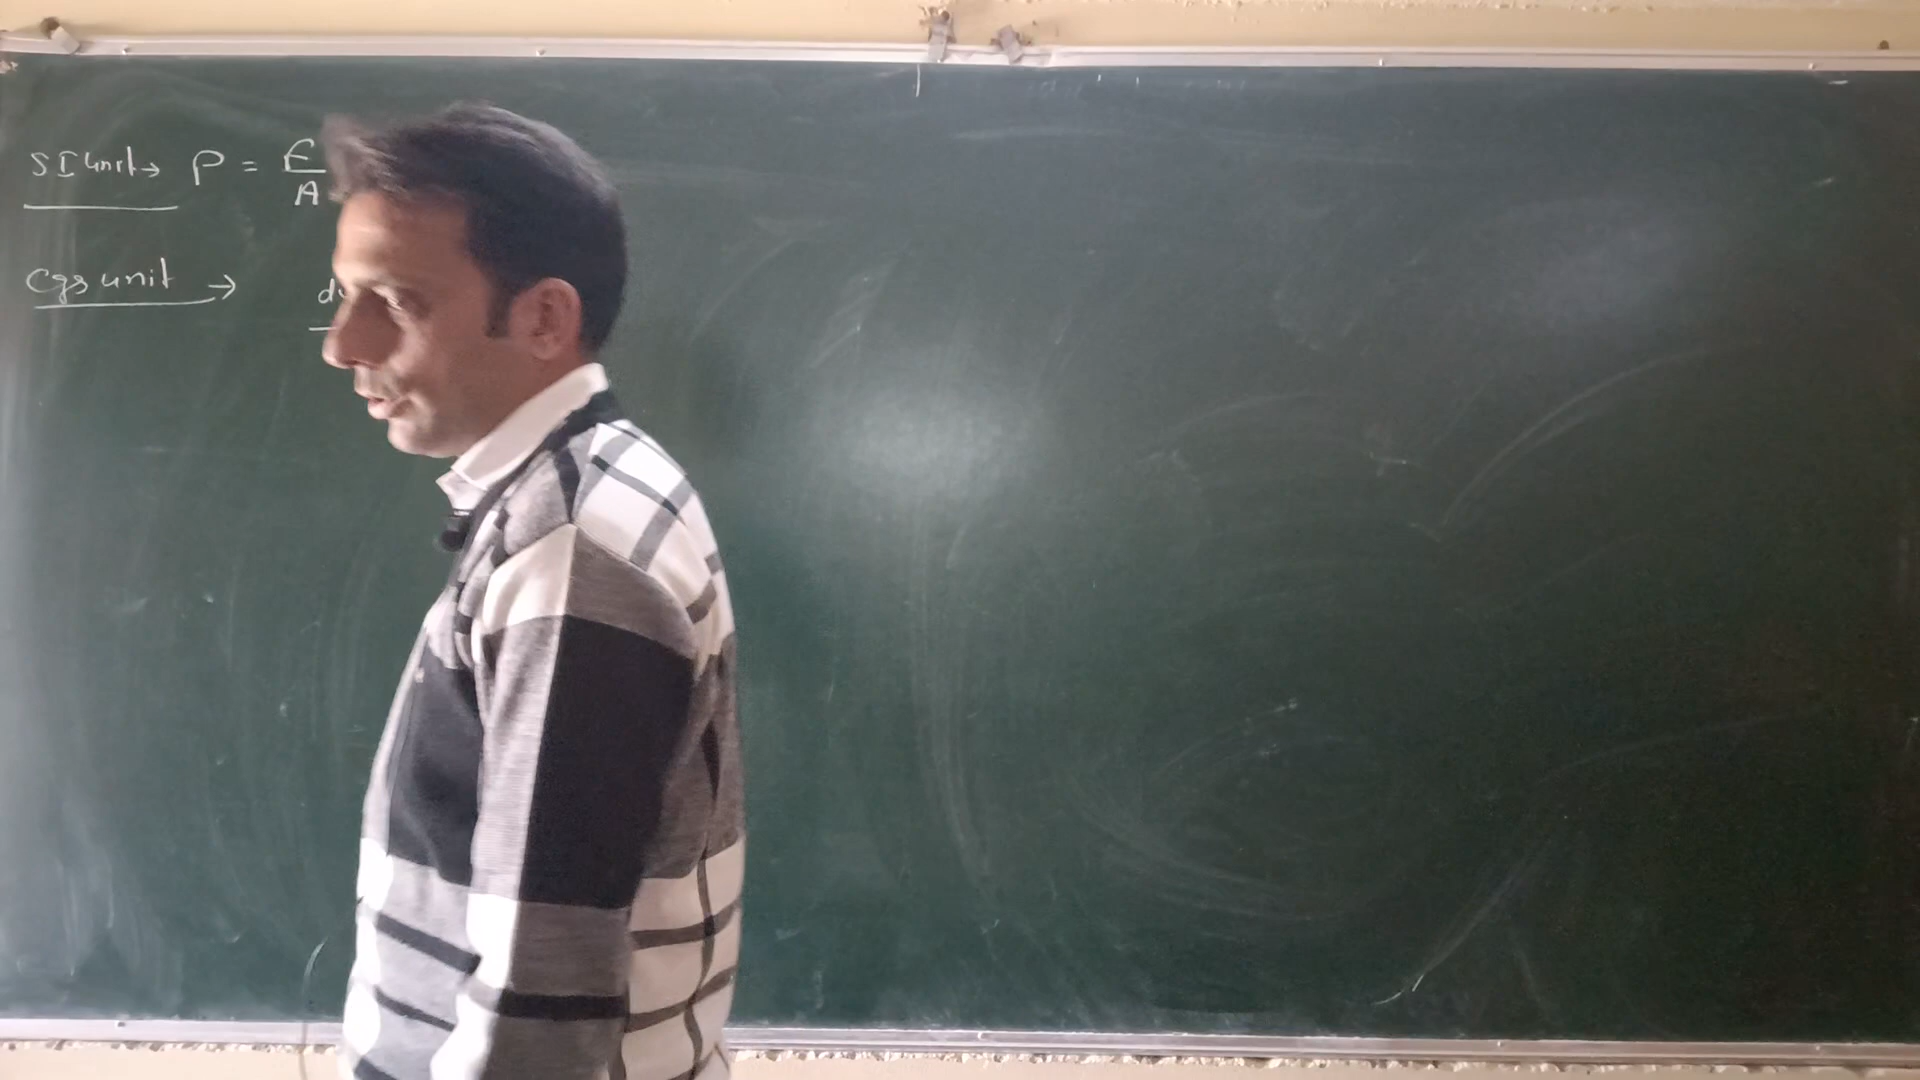 SI unit → P = F/A
Cgs unit →